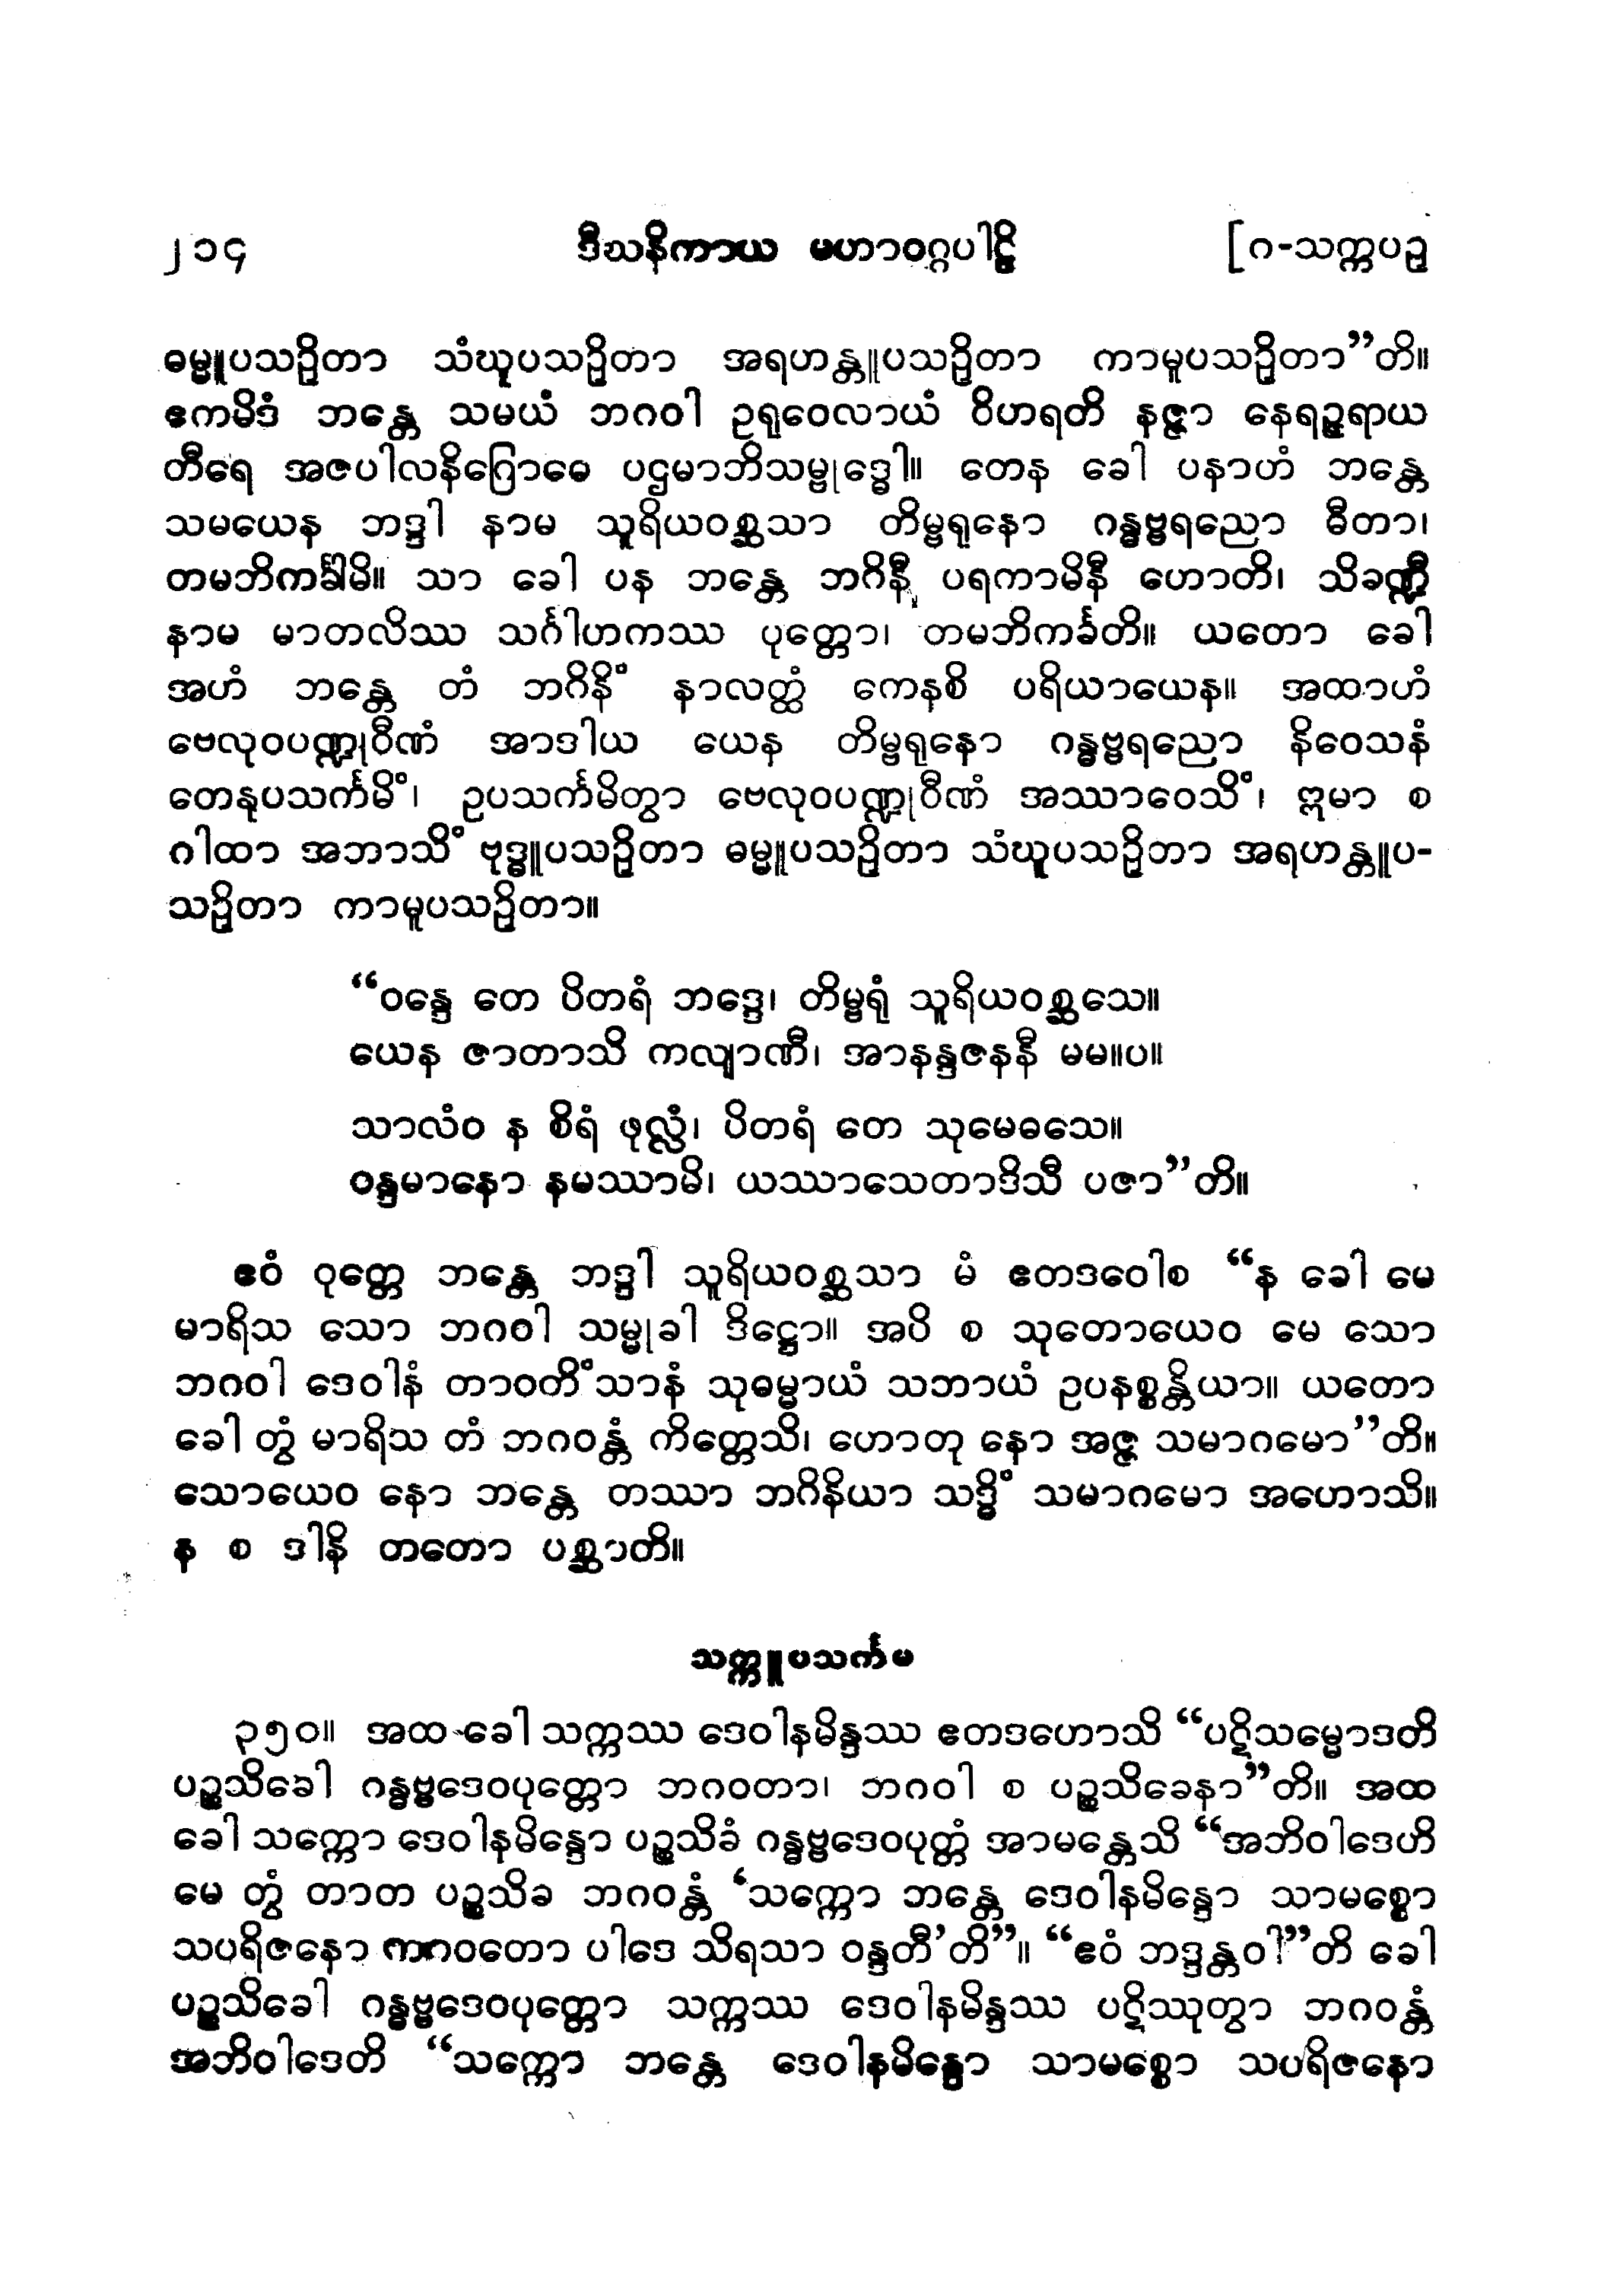 ၂၁၄ ဒီဃနိကာယ မဟာဝဂ္ဂပါဠိ [ဂ-သက္ကပဥှ
ဓမ္မူပသဉှိတာ သံဃူပသဉှိတာ အရဟန္တူပသဉှိတာ ကာမူပသဉှိတာ”တိ။
ဧကမိဒံ ဘန္တေ သမယံ ဘဂဝါ ဥရုဝေလာယံ ဝိဟရတိ နဇ္ဇာ နေရဉ္ဇရာယ
တီရေ အဇပါလနိဂြောဓေ ပဌမာဘိသမ္ဗုဒ္ဓေါ။ တေန ခေါ ပနာဟံ ဘန္တေ
သမယေန ဘဒ္ဒါ နာမ သူရိယဝစ္ဆသာ တိမ္ဗရုနော ဂန္ဓဗ္ဗရညော ဓီတာ၊
တမဘိကင်္ခါမိ။ သာ ခေါ ပန ဘန္တေ ဘဂိနီ ပရကာမိနီ ဟောတိ၊ သိခဏ္ဍီ
နာမ မာတလိဿ သင်္ဂါဟကဿ ပုတ္တော၊ တမဘိကင်္ခတိ။ ယတော ခေါ
အဟံ ဘန္တေ တံ ဘဂိနိံ နာလတ္ထံ ကေနစိ ပရိယာယေန။ အထာဟံ
ဗေလုဝပဏ္ဍုဝီဏံ အာဒါယ ယေန တိမ္ဗရုနော ဂန္ဓဗ္ဗရညော နိဝေသနံ
တေနုပသင်္ကမိံ၊ ဥပသင်္ကမိတွာ ဗေလုဝပဏ္ဍုဝီဏံ အဿာဝေသိံ၊ ဣမာ စ
ဂါထာ အဘာသိံ ဗုဒ္ဓူပသဉှိတာ ဓမ္မူပသဉှိတာ သံဃူပသဉှိတာ အရဟန္တူပ-
သဉှိတာ ကာမူပသဉှိတာ။
“ဝန္ဒေ တေ ပိတရံ ဘဒ္ဒေ၊ တိမ္ဗရုံ သူရိယဝစ္ဆသေ။
ယေန ဇာတာသိ ကလျာဏီ၊ အာနန္ဒဇနနီ မမ။ပ။
သာလံဝ န စိရံ ဖုလ္လံ၊ ပိတရံ တေ သုမေဓသေ။
ဝန္ဒမာနော နမဿာမိ၊ ယဿာသေတာဒိသီ ပဇာ”တိ။
ဧဝံ ဝုတ္တေ ဘန္တေ ဘဒ္ဒါ သူရိယဝစ္ဆသာ မံ ဧတဒဝေါစ “န ခေါ မေ
မာရိသ သော ဘဂဝါ သမ္မုခါ ဒိဋ္ဌော။ အပိ စ သုတောယေဝ မေ သော
ဘဂဝါ ဒေဝါနံ တာဝတိံသာနံ သုဓမ္မာယံ သဘာယံ ဥပနစ္စန္တိယာ။ ယတော
ခေါ တွံ မာရိသ တံ ဘဂဝန္တံ ကိတ္တေသိ၊ ဟောတု နော အဇ္ဇ သမာဂမော”တိ။
သောယေဝ နော ဘန္တေ တဿာ ဘဂိနိယာ သဒ္ဓိံ သမာဂမော အဟောသိ။
န စ ဒါနိ တတော ပစ္ဆာတိ။
သက္ကူပသင်္ကမ
၃၅၀။ အထ ခေါ သက္ကဿ ဒေဝါနမိန္ဒဿ ဧတဒဟောသိ “ပဋိသမ္မောဒတိ
ပဉ္စသိခေါ ဂန္ဓဗ္ဗဒေဝပုတ္တော ဘဂဝတာ၊ ဘဂဝါ စ ပဉ္စသိခေနာ”တိ။ အထ
ခေါ သက္ကော ဒေဝါနမိန္ဒော ပဉ္စသိခံ ဂန္ဓဗ္ဗဒေဝပုတ္တံ အာမန္တေသိ “အဘိဝါဒေဟိ
မေ တွံ တာတ ပဉ္စသိခ ဘဂဝန္တံ ‘သက္ကော ဘန္တေ ဒေဝါနမိန္ဒော သာမစ္စော
သပရိဇနော ဘဂဝတော ပါဒေ သိရသာ ဝန္ဒတီ’တိ”။ “ဧဝံ ဘဒ္ဒန္တဝါ”တိ ခေါ
ပဉ္စသိခေါ ဂန္ဓဗ္ဗဒေဝပုတ္တော သက္ကဿ ဒေဝါနမိန္ဒဿ ပဋိဿုတွာ ဘဂဝန္တံ
အဘိဝါဒေတိ “သက္ကော ဘန္တေ ဒေဝါနမိန္ဒော သာမစ္စော သပရိဇနော